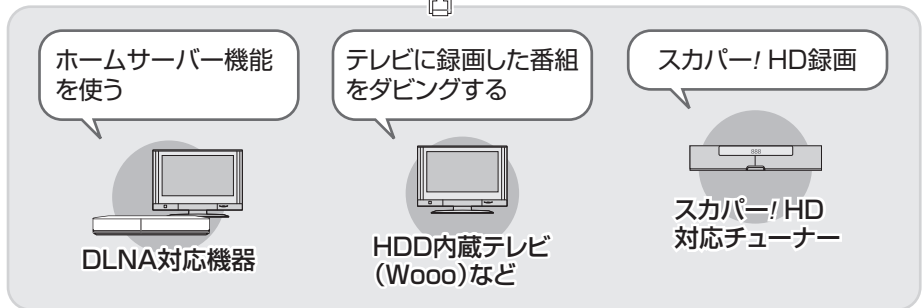 ホームサーバー機能
を使う
DLNA対応機器
テレビに録画した番組
をダビングする
HDD内蔵テレビ
(Wooo)など
スカパー! HD録画
888
スカパー! HD
対応チューナー